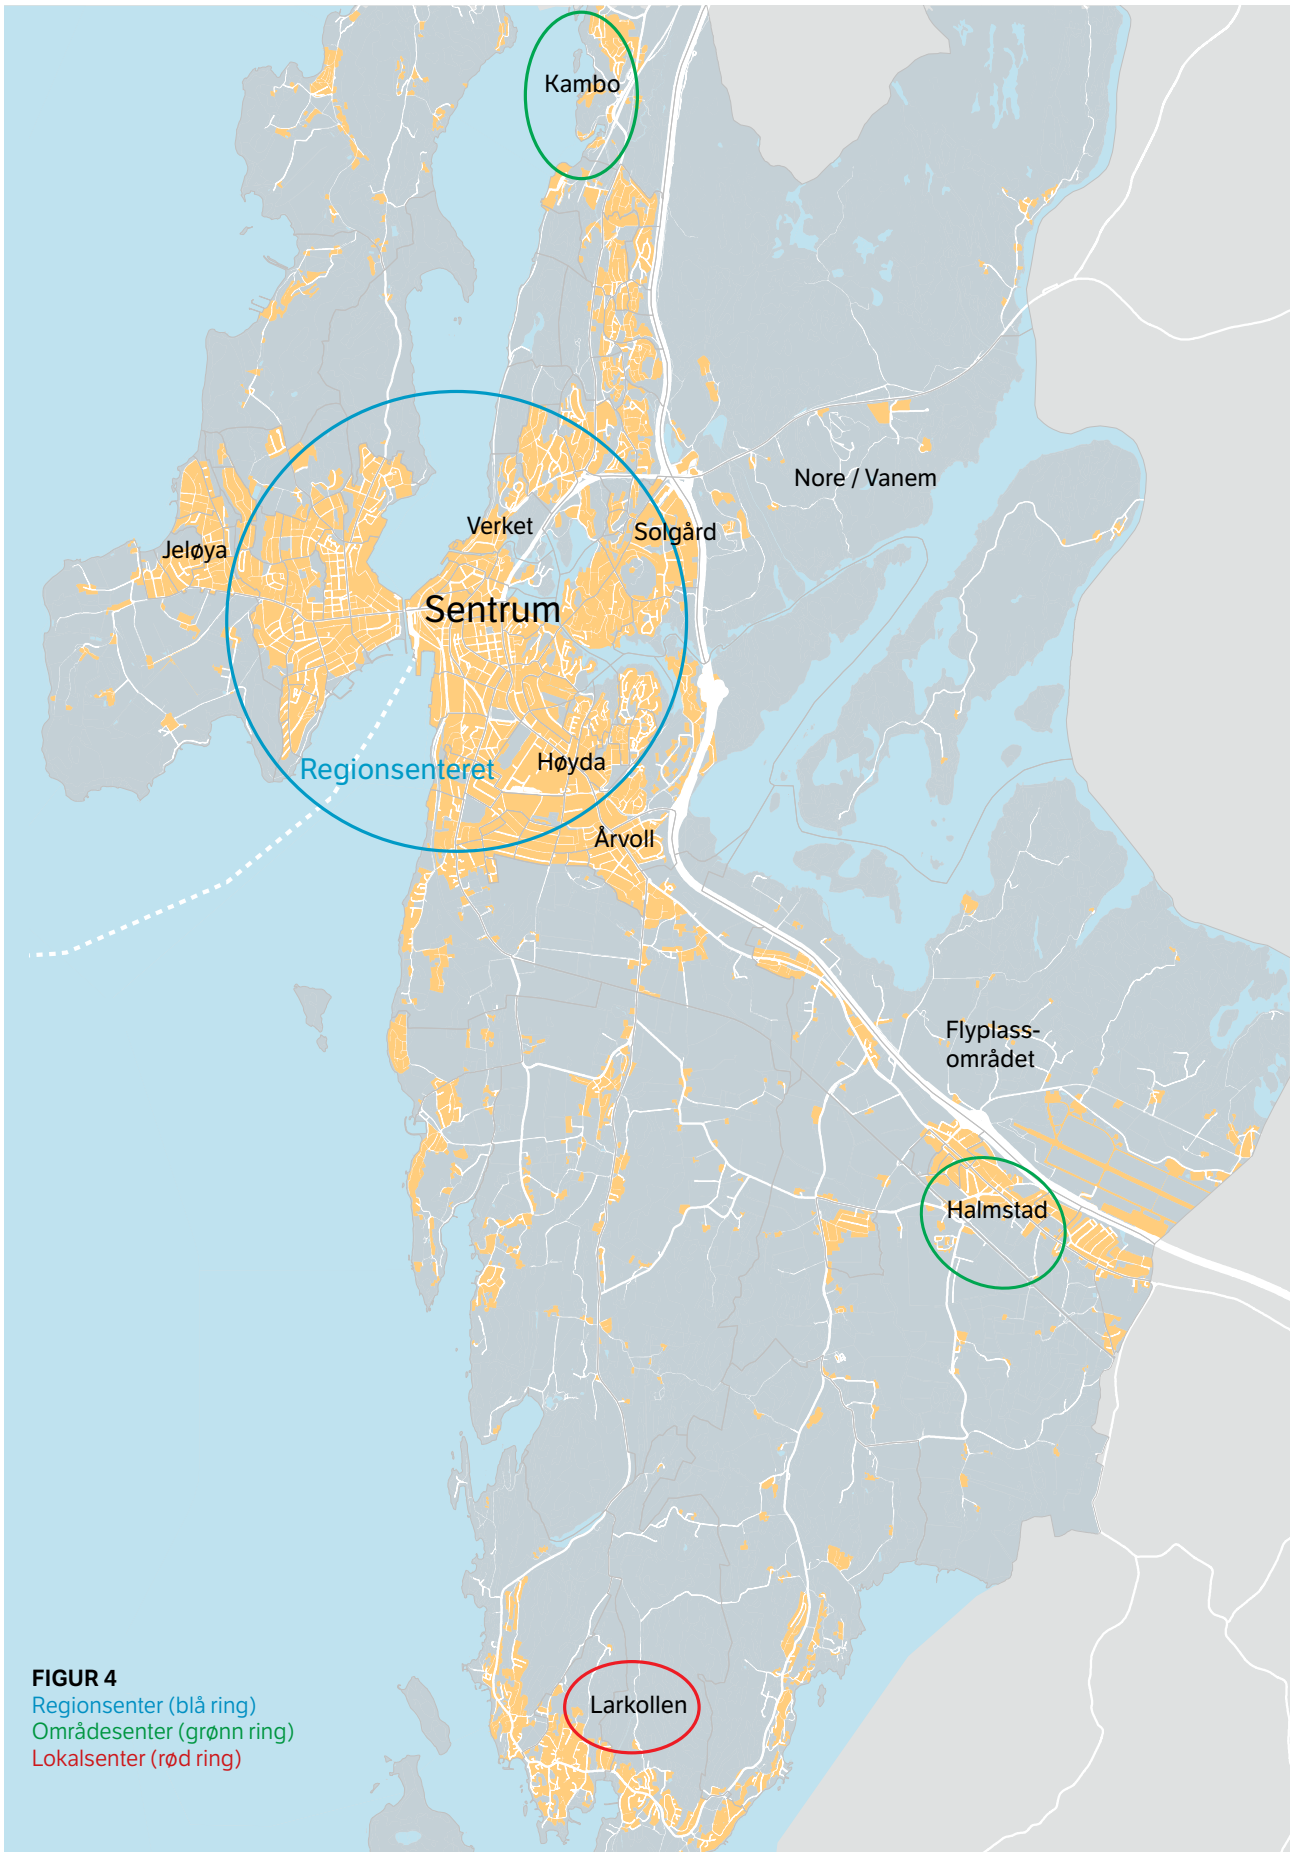 Kambo
Nore / Vanem
Verket
Solgård
Jeløya
Sentrum
Regionsenteret
Høyda
Årvoll
Flyplass-
området
Halmstad
Larkollen
FIGUR 4
Regionsenter (blå ring)
Områdesenter (grønn ring)
Lokalsenter (rød ring)